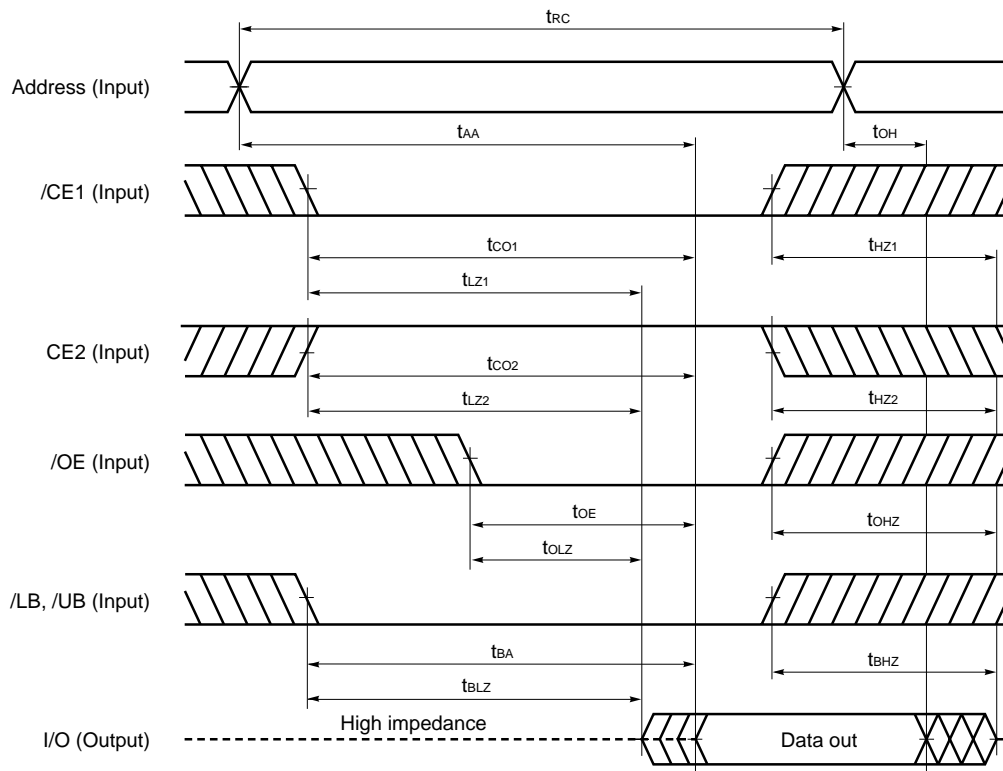 tRC
Address (Input)
tAA
tOH
/CE1 (Input)
tCO1
tHZ1
tLZ1
CE2 (Input)
tCO2
tLZ2
tHZ2
/OE (Input)
tOE
tOHZ
tOLZ
/LB, /UB (Input)
tBA
tBHZ
tBLZ
High impedance
I/O (Output)
Data out